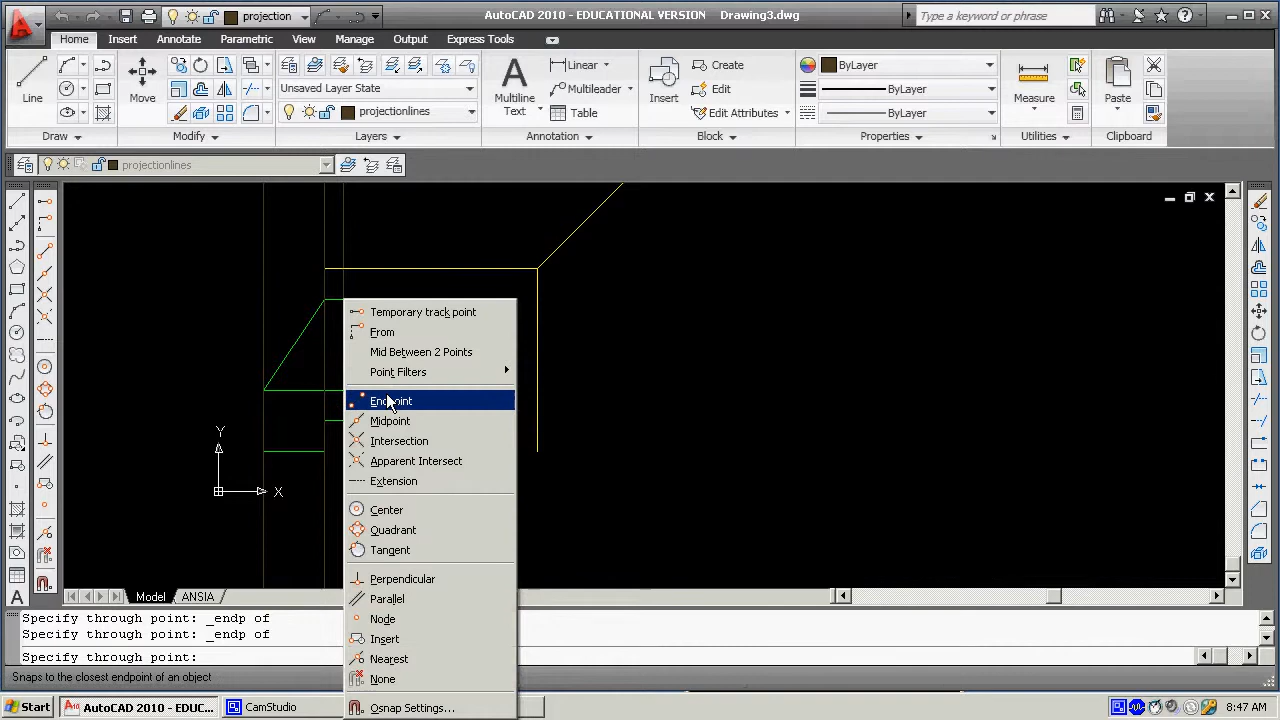 projection
AutoCAD 2010 - EDUCATIONAL VERSION Drawing3.dwg
Type a keyword or phrase
Home Insert Annotate Parametric View Manage Output Express Tools
Line
Move
Unsaved Layer State
projectionlines
Multiline Text
Linear
Multileader
Table
Insert
Create
Edit
Edit Attributes
ByLayer
ByLayer
ByLayer
Measure
Paste
Draw Modify Layers Annotation Block Properties Utilities Clipboard
projectionlines
Y
X
Temporary track point
From
Mid Between 2 Points
Point Filters
Endpoint
Midpoint
Intersection
Apparent Intersect
Extension
Center
Quadrant
Tangent
Perpendicular
Parallel
Node
Insert
Nearest
None
Osnap Settings...
Model ANSIA
Specify through point: _endp of
Specify through point: _endp of
Specify through point:
Snaps to the closest endpoint of an object
Start AutoCAD 2010 - EDUC... CamStudio 8:47 AM